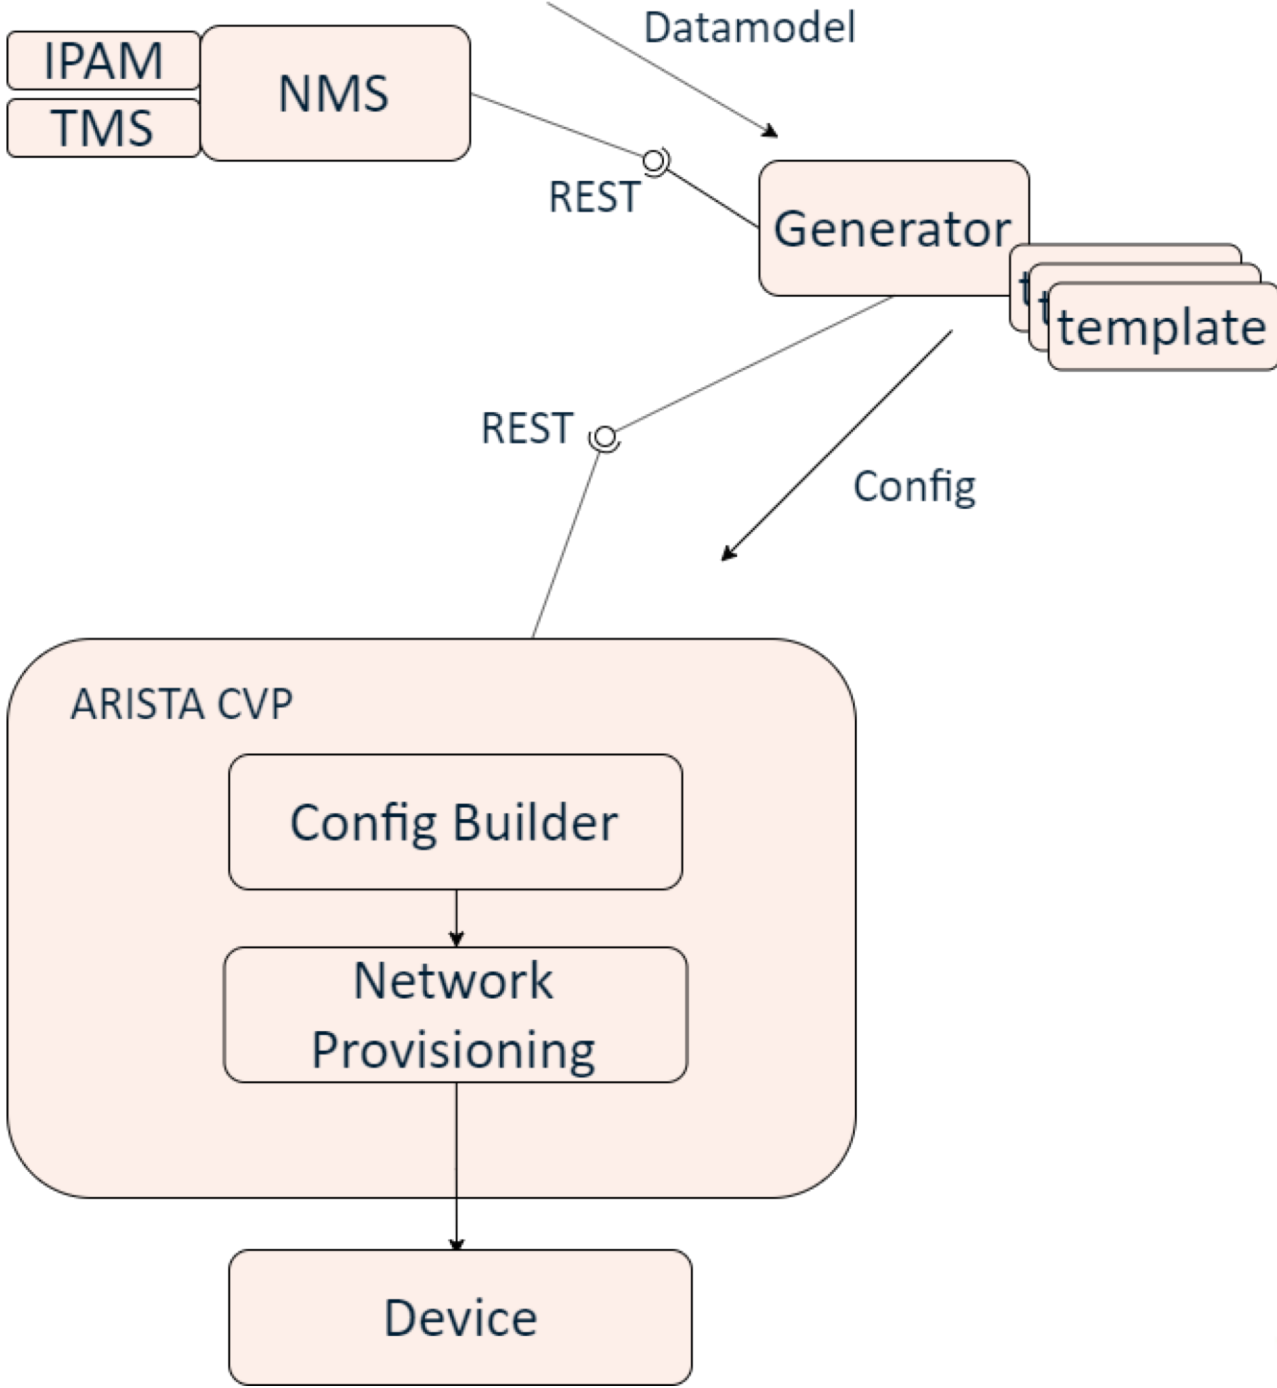 Datamodel
IPAM
NMS
TMS
REST
Generator
t
t
template
REST
Config
ARISTA CVP
Config Builder
Network
Provisioning
Device